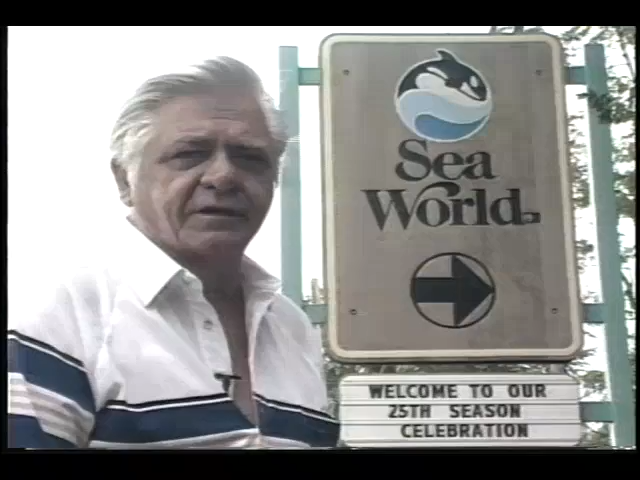 Sea
World.
WELCOME TO OUR
25TH SEASON
CELEBRATION